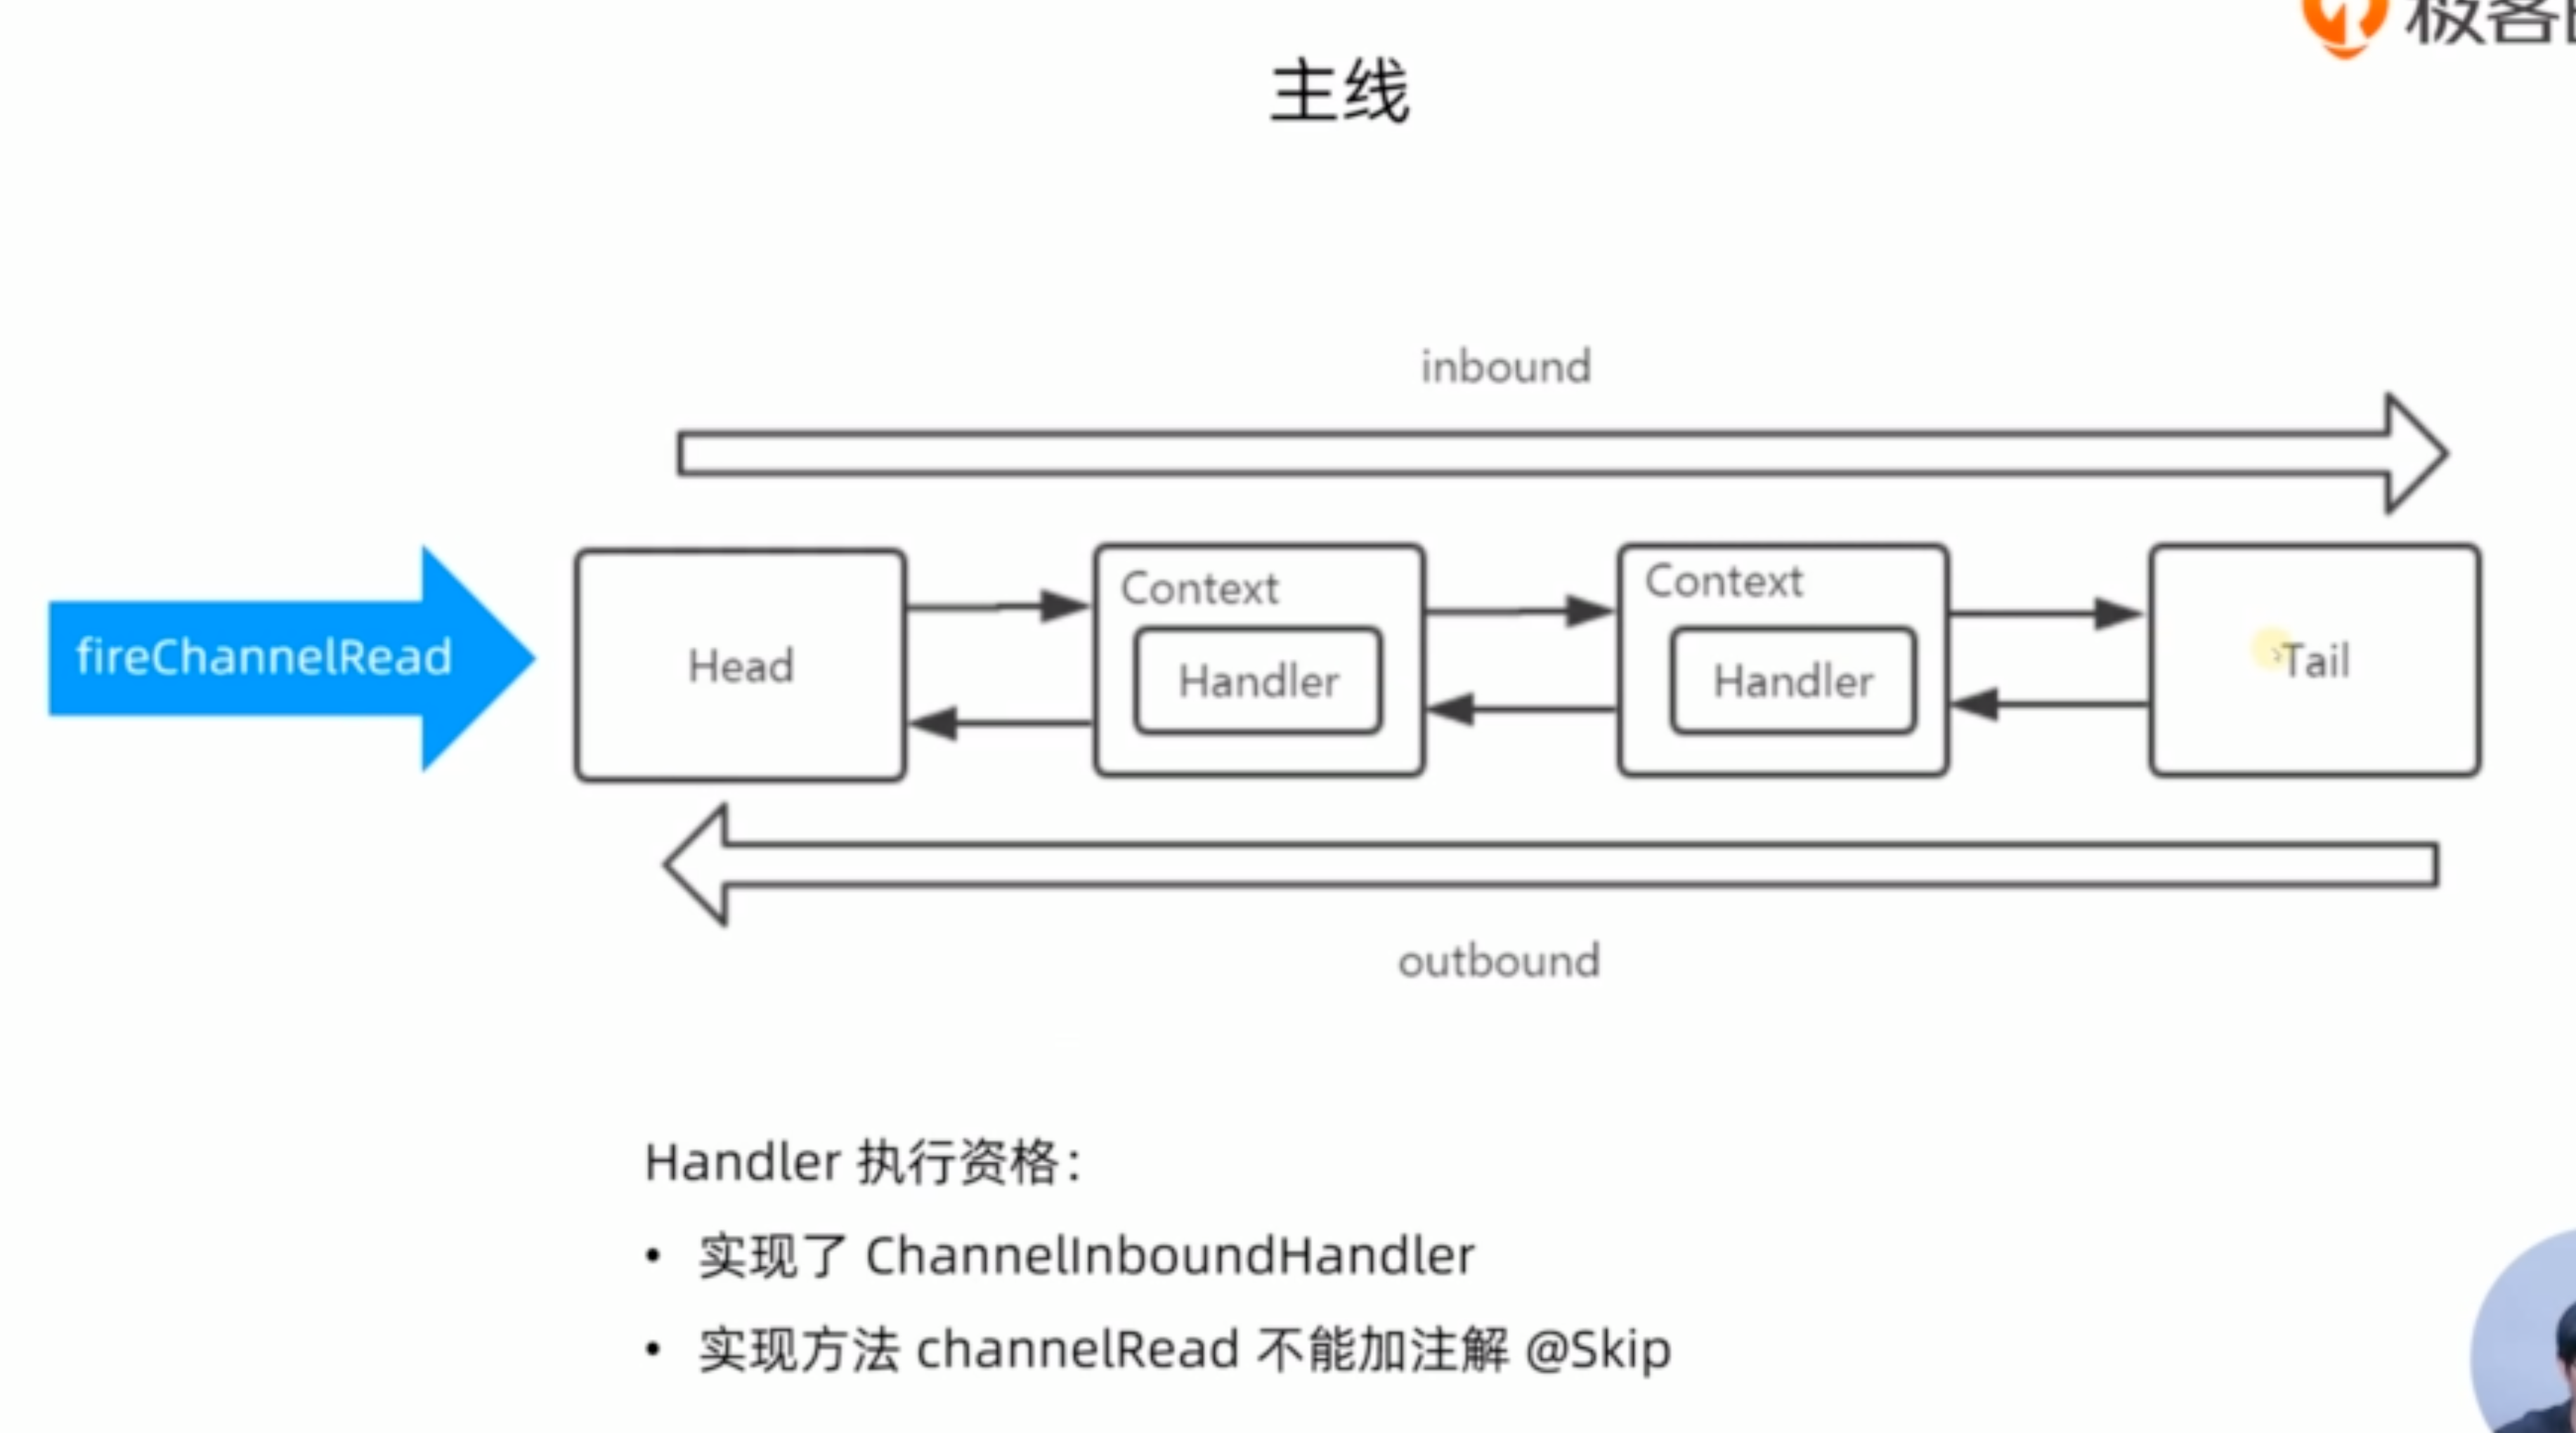 极客
主线
inbound
fireChannelRead
Head
Context
Handler
Context
Handler
Tail
outbound
Handler 执行资格：
• 实现了 ChannelInboundHandler
• 实现方法 channelRead 不能加注解 @Skip